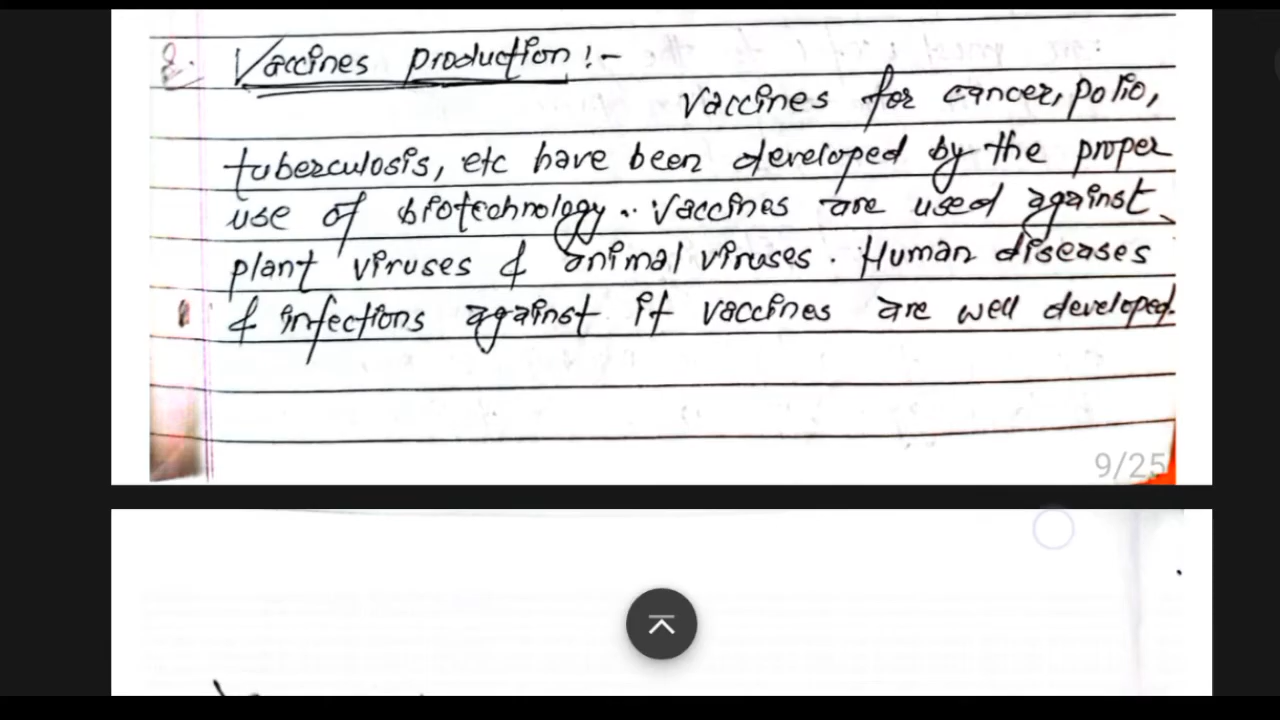 8. Vaccines production :-
Vaccines for cancer, polio,
tuberculosis, etc have been developed by the proper
use of biotechnology. Vaccines are used against
plant viruses & animal viruses. Human diseases
& infections against it vaccines are well developed.
9/25